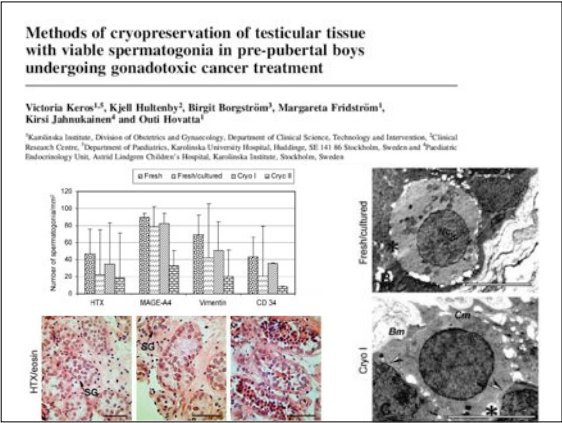 Methods of cryopreservation of testicular tissue
with viable spermatogonia in pre-pubertal boys
undergoing gonadotoxic cancer treatment
Victoria Keros1,5, Kjell Hultenby2, Birgit Borgström3, Margareta Fridström1,
Kirsi Jahnukainen4 and Outi Hovatta1
1Karolinska Institute, Division of Obstetrics and Gynaecology, Department of Clinical Science, Technology and Intervention, 2Clinical
Research Centre, 3Department of Paediatrics, Karolinska University Hospital, Huddinge, SE 141 86 Stockholm, Sweden and 4Paediatric
Endocrinology Unit, Astrid Lindgren Children's Hospital, Karolinska Institute, Stockholm, Sweden
Fresh Fresh/cultured Cryo I Cryo II
Number of spermatogonia/mm2
120
100
80
60
40
20
0
HTX MAGE-A4 Vimentin CD 34
HTX/eosin
SG
SG
Fresh/cultured
*
B
Cryo I
Bm
Cm
C
*